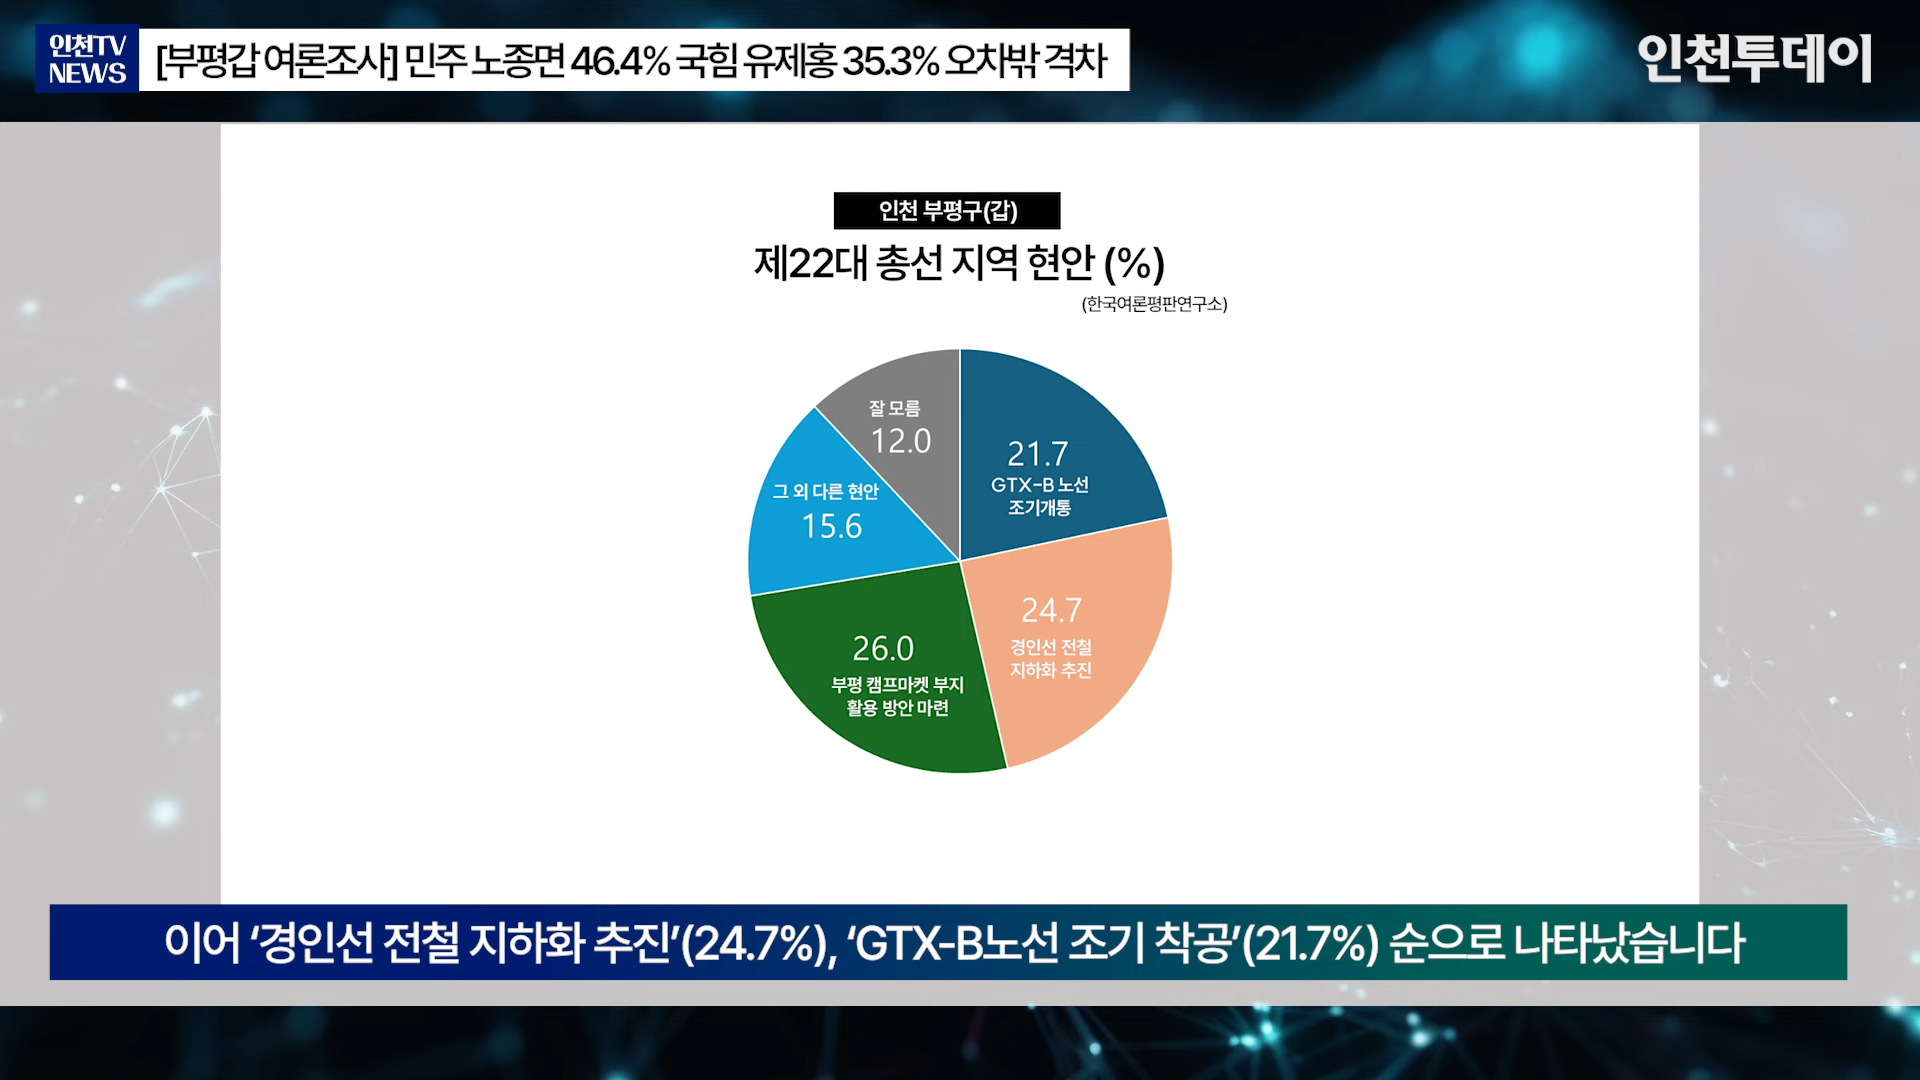 인천TV
NEWS
[부평갑 여론조사] 민주 노종면 46.4% 국힘 유제홍 35.3% 오차밖 격차
인천투데이
인천 부평구(갑)
제22대 총선 지역 현안 (%)
(한국여론평판연구소)
잘 모름
12.0
21.7
GTX-B 노선
조기개통
그 외 다른 현안
15.6
24.7
경인선 전철
지하화 추진
26.0
부평 캠프마켓 부지
활용 방안 마련
이어 ‘경인선 전철 지하화 추진’(24.7%), ‘GTX-B노선 조기 착공’(21.7%) 순으로 나타났습니다